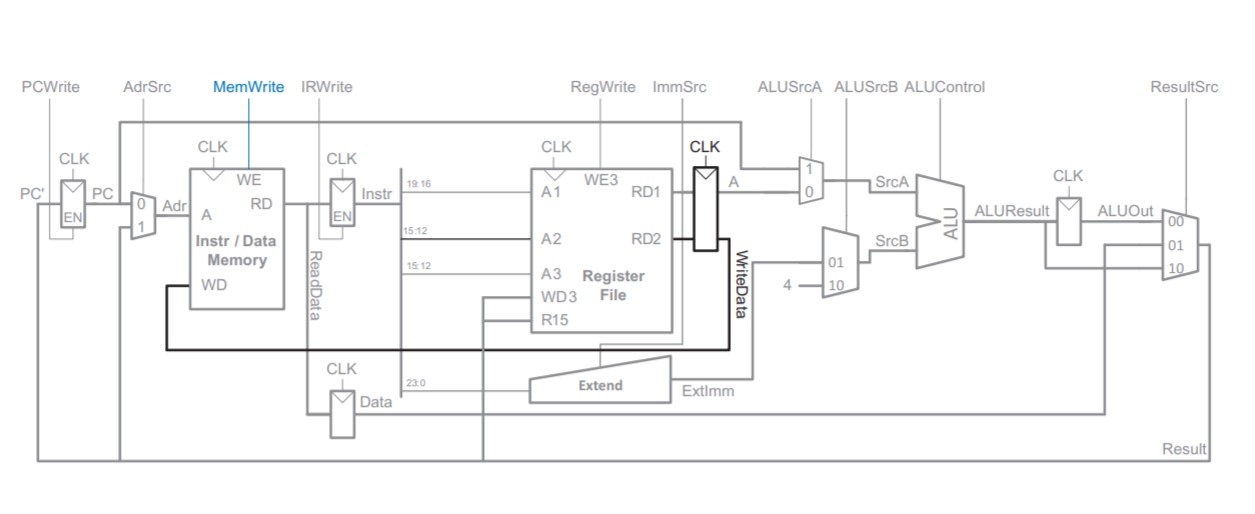 PCWrite AdrSrc MemWrite IRWrite RegWrite ImmSrc ALUSrcA ALUSrcB ALUControl ResultSrc
CLK CLK CLK CLK CLK CLK
PC' EN PC
0
1
Adr
WE
A RD
Instr / Data
Memory
WD
EN
Instr
ReadData
19:16
15:12
15:12
23:0
WE3
A1 RD1
A2 RD2
A3
WD3
R15
Register
File
A
WriteData
1
0
SrcA
01
10
4
SrcB
ALU
ALUResult
CLK
ALUOut
00
01
10
Extend
ExtImm
Data
Result